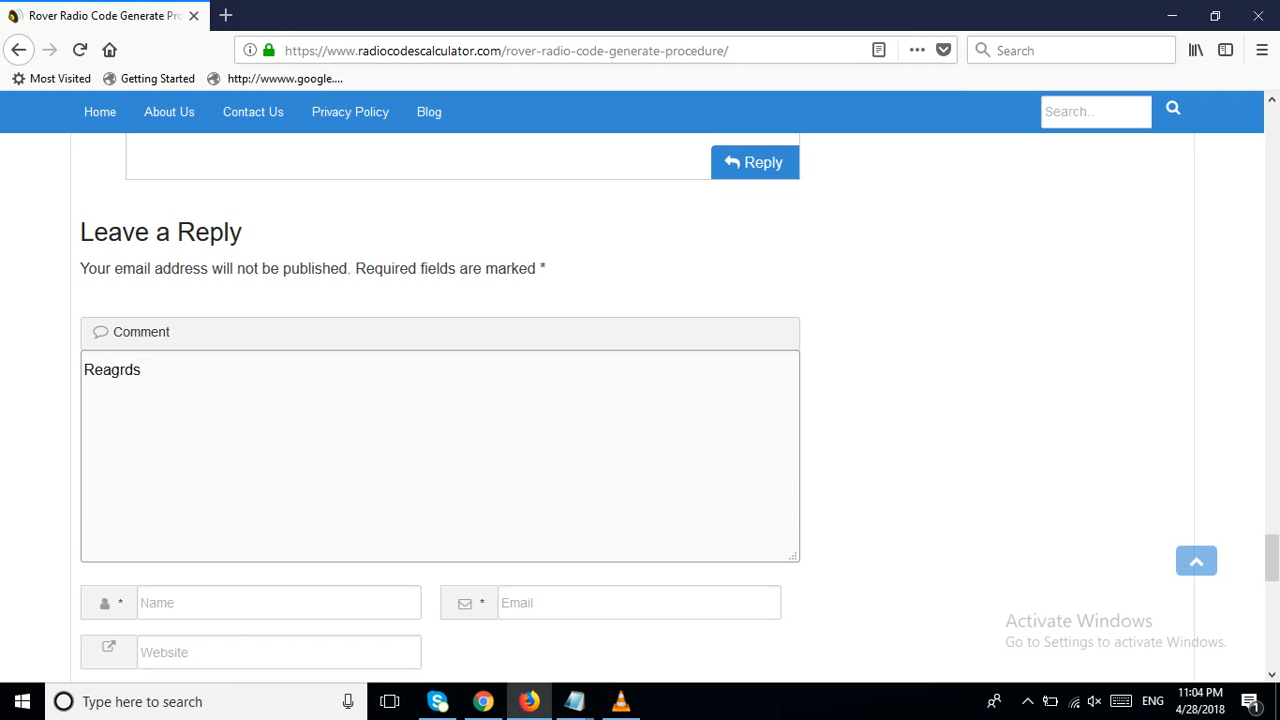 Rover Radio Code Generate Pro
https://www.radiocodescalculator.com/rover-radio-code-generate-procedure/
Search
Most Visited
Getting Started
http://wwww.google....
Home
About Us
Contact Us
Privacy Policy
Blog
Search..
Reply
Leave a Reply
Your email address will not be published. Required fields are marked *
Comment
Reagrds
* Name
* Email
Website
Activate Windows
Go to Settings to activate Windows.
Type here to search
ENG
11:04 PM
4/28/2018
1